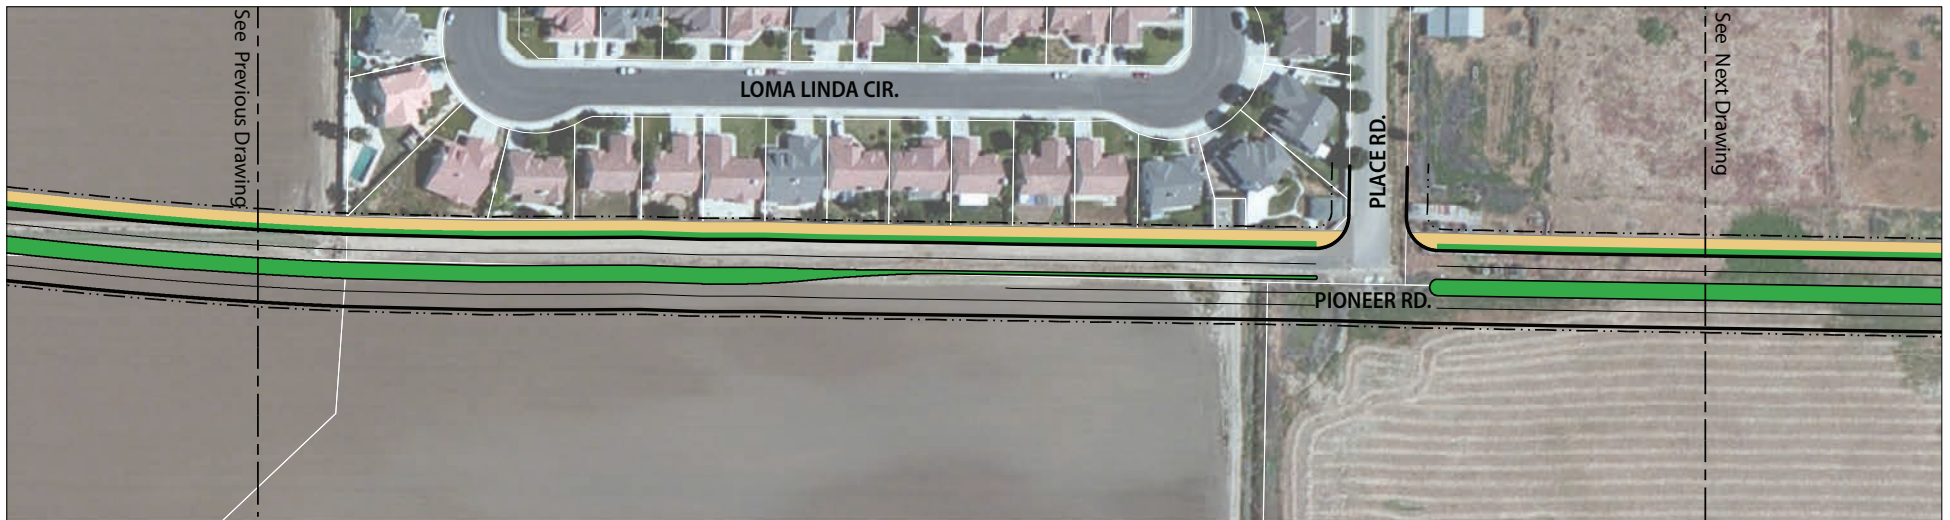 See Previous Drawing
LOMA LINDA CIR.
PLACE RD.
See Next Drawing
PIONEER RD.